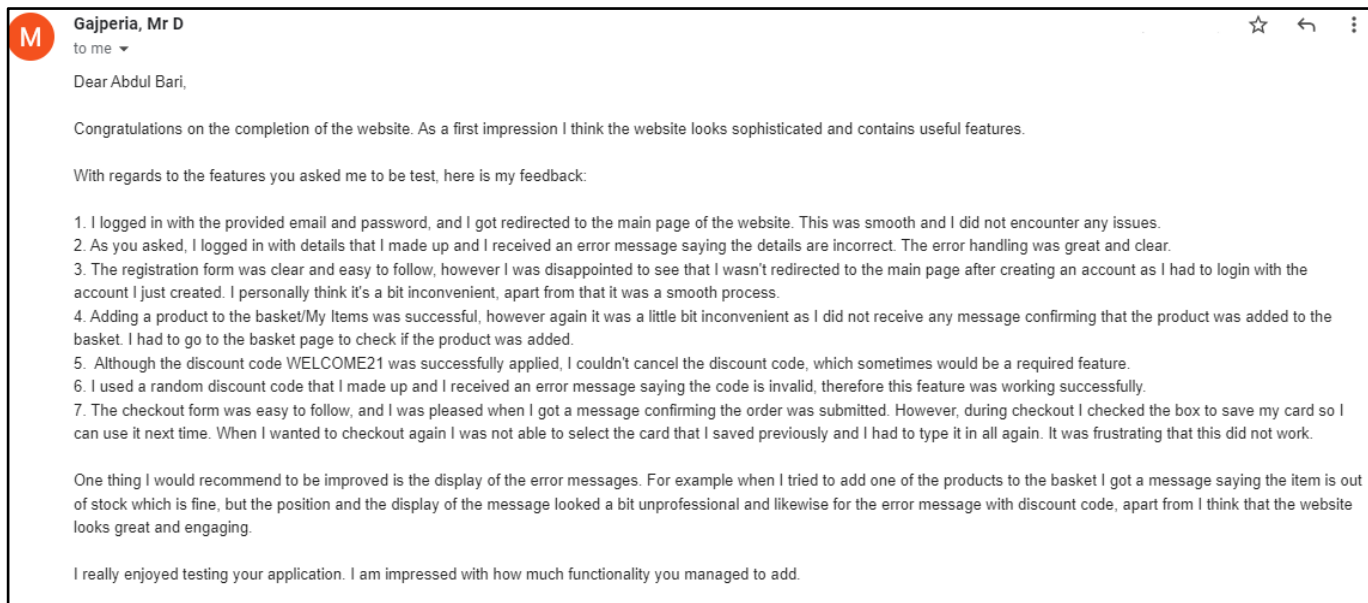 M
Gajperia, Mr D
to me
Dear Abdul Bari,
Congratulations on the completion of the website. As a first impression I think the website looks sophisticated and contains useful features.
With regards to the features you asked me to be test, here is my feedback:
1. I logged in with the provided email and password, and I got redirected to the main page of the website. This was smooth and I did not encounter any issues.
2. As you asked, I logged in with details that I made up and I received an error message saying the details are incorrect. The error handling was great and clear.
3. The registration form was clear and easy to follow, however I was disappointed to see that I wasn't redirected to the main page after creating an account as I had to login with the
account I just created. I personally think it's a bit inconvenient, apart from that it was a smooth process.
4. Adding a product to the basket/My Items was successful, however again it was a little bit inconvenient as I did not receive any message confirming that the product was added to the
basket. I had to go to the basket page to check if the product was added.
5. Although the discount code WELCOME21 was successfully applied, I couldn't cancel the discount code, which sometimes would be a required feature.
6. I used a random discount code that I made up and I received an error message saying the code is invalid, therefore this feature was working successfully.
7. The checkout form was easy to follow, and I was pleased when I got a message confirming the order was submitted. However, during checkout I checked the box to save my card so I
can use it next time. When I wanted to checkout again I was not able to select the card that I saved previously and I had to type it in all again. It was frustrating that this did not work.
One thing I would recommend to be improved is the display of the error messages. For example when I tried to add one of the products to the basket I got a message saying the item is out
of stock which is fine, but the position and the display of the message looked a bit unprofessional and likewise for the error message with discount code, apart from I think that the website
looks great and engaging.
I really enjoyed testing your application. I am impressed with how much functionality you managed to add.